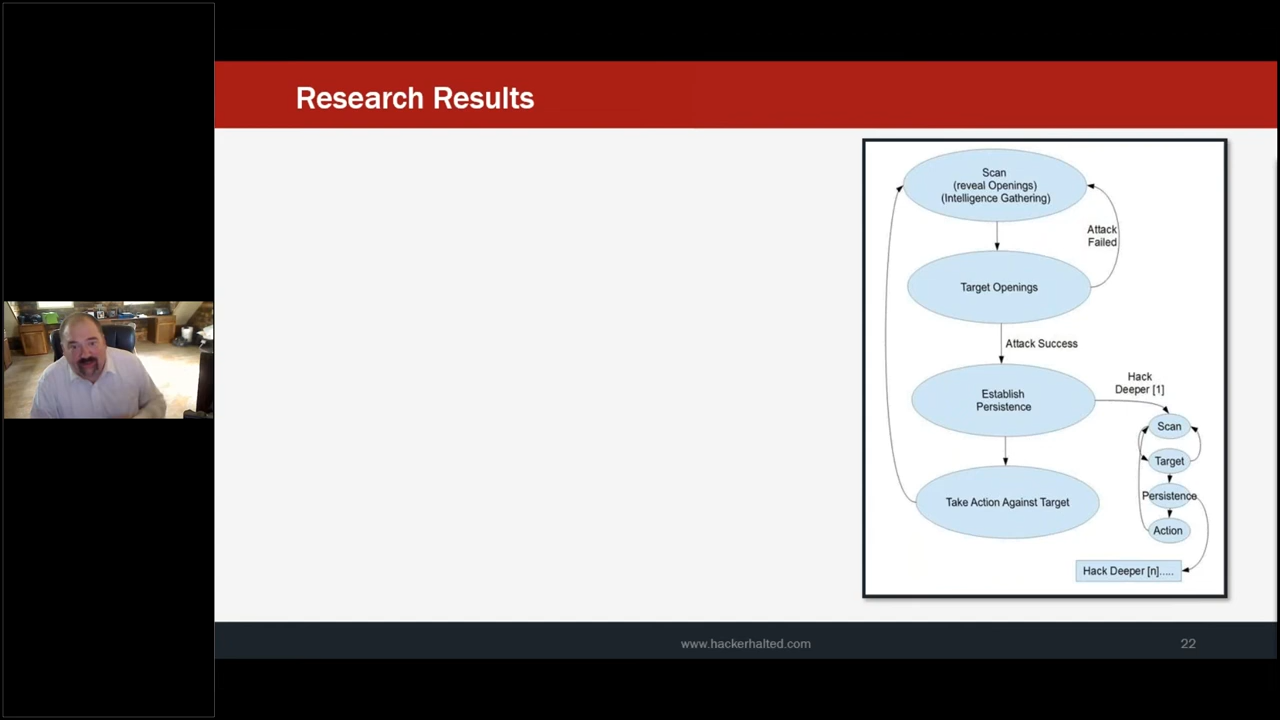 Research Results
Scan
(reveal Openings)
(Intelligence Gathering)
Attack
Failed
Target Openings
Attack Success
Establish
Persistence
Hack
Deeper [1]
Scan
Target
Persistence
Action
Take Action Against Target
Hack Deeper [n].....
www.hackerhalted.com
22